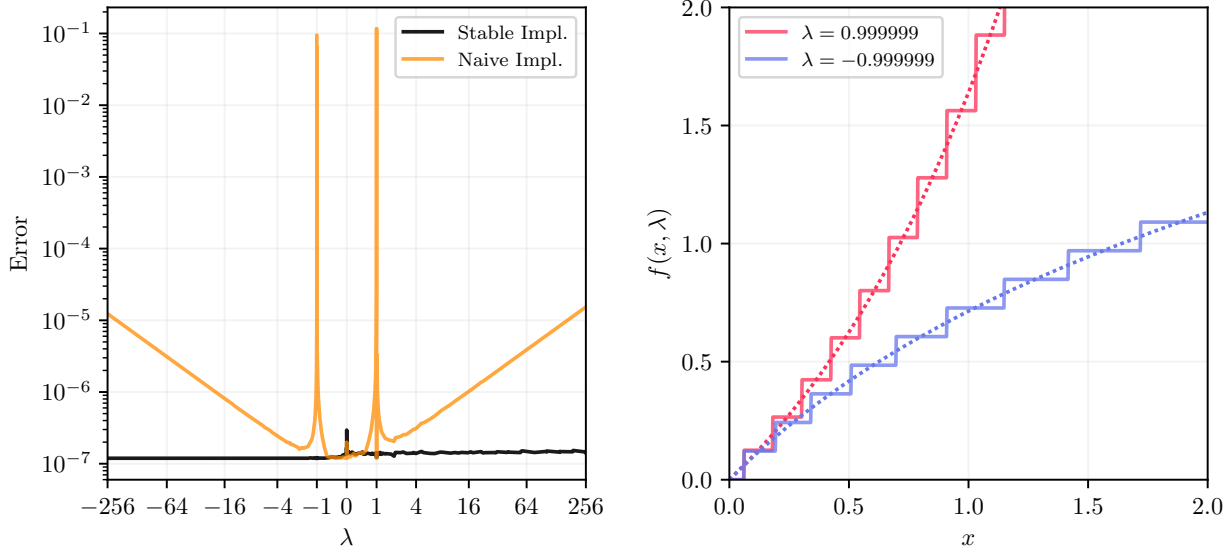 Error
10⁻¹
10⁻²
10⁻³
10⁻⁴
10⁻⁵
10⁻⁶
10⁻⁷
Stable Impl.
Naive Impl.
−256 −64 −16 −4 −1 0 1 4 16 64 256
λ
f(x, λ)
2.0
1.5
1.0
0.5
0.0
λ = 0.999999
λ = −0.999999
0.0 0.5 1.0 1.5 2.0
x